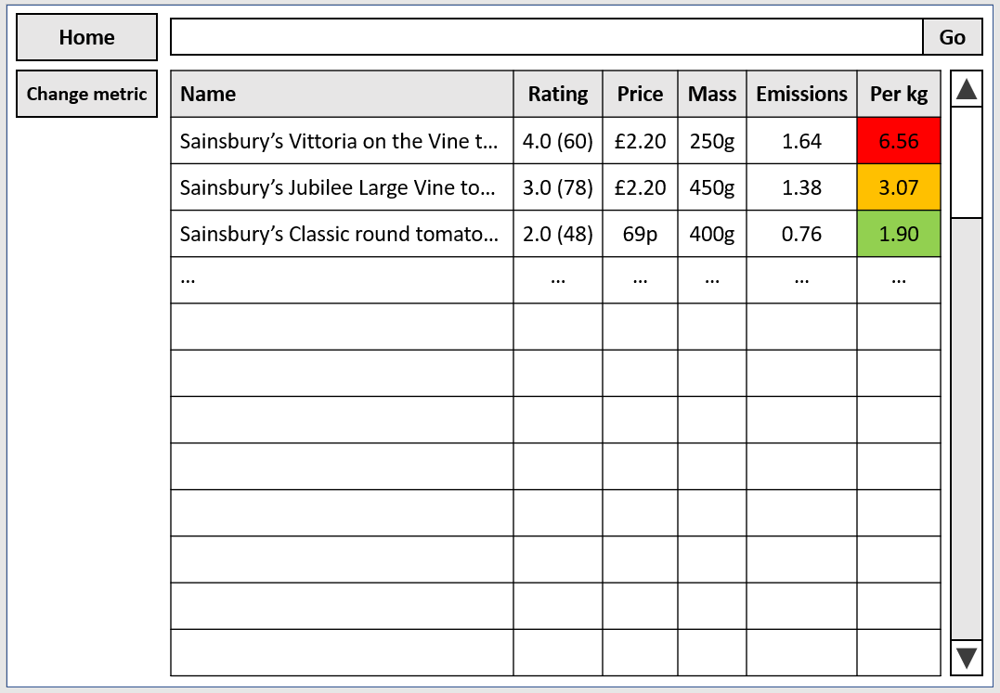 Home
Go
Change metric
Name Rating Price Mass Emissions Per kg
Sainsbury’s Vittoria on the Vine t... 4.0 (60) £2.20 250g 1.64 6.56
Sainsbury’s Jubilee Large Vine to... 3.0 (78) £2.20 450g 1.38 3.07
Sainsbury’s Classic round tomato... 2.0 (48) 69p 400g 0.76 1.90
... ... ... ... ... ...